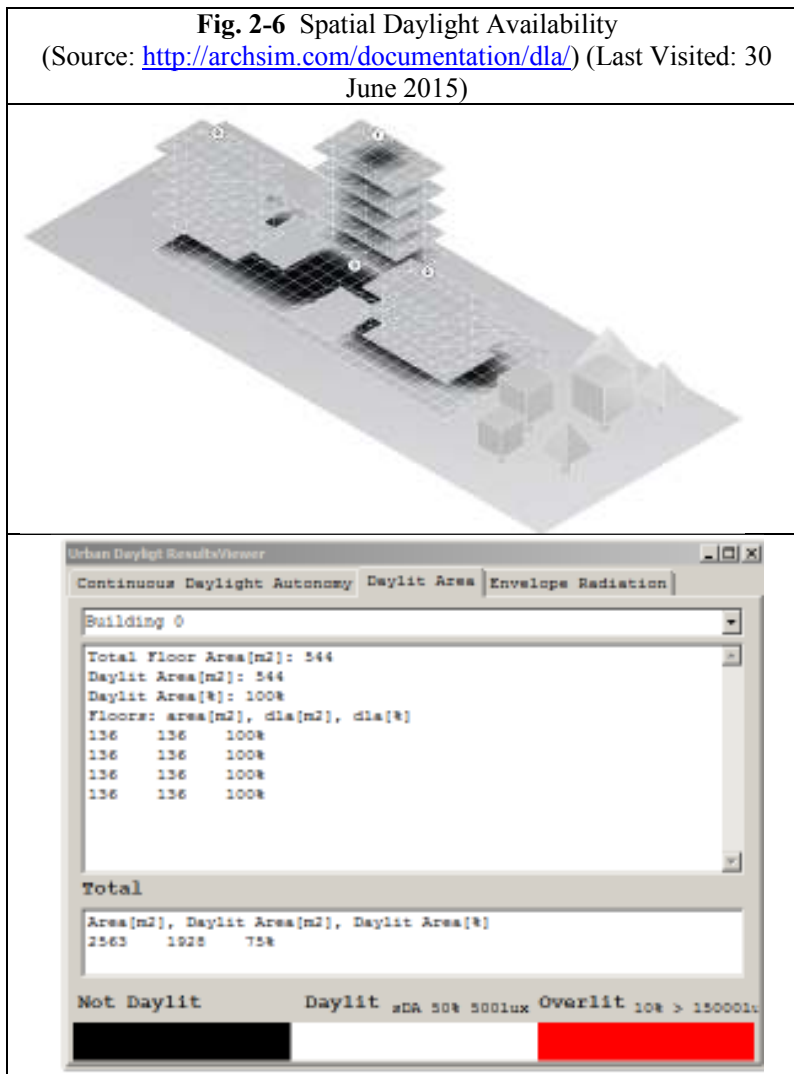 Fig. 2-6 Spatial Daylight Availability
(Source: http://archsim.com/documentation/dla/) (Last Visited: 30
June 2015)
Urban Dayligt ResultsViewer
Continuous Daylight Autonomy Daylit Area Envelope Radiation
Building 0
Total Floor Area[m2]: 544
Daylit Area[m2]: 544
Daylit Area[%]: 100%
Floors: area[m2], dla[m2], dla[%]
136 136 100%
136 136 100%
136 136 100%
136 136 100%
Total
Area[m2], Daylit Area[m2], Daylit Area[%]
2563 1928 75%
Not Daylit Daylit sDA 50% 500lux Overlit 10% >